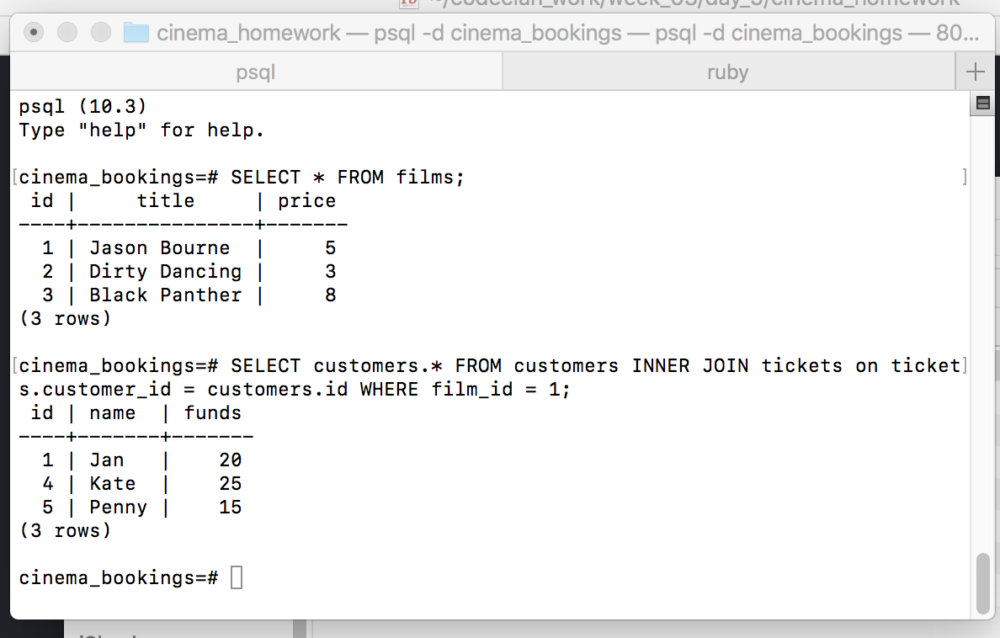 cinema_homework — psql -d cinema_bookings — psql -d cinema_bookings — 80...
psql
ruby
psql (10.3)
Type "help" for help.
[cinema_bookings=# SELECT * FROM films; ]
 id |     title     | price
----+---------------+-------
  1 | Jason Bourne  |     5
  2 | Dirty Dancing |     3
  3 | Black Panther |     8
(3 rows)
[cinema_bookings=# SELECT customers.* FROM customers INNER JOIN tickets on ticket]
s.customer_id = customers.id WHERE film_id = 1;
 id | name  | funds
----+-------+-------
  1 | Jan   |    20
  4 | Kate  |    25
  5 | Penny |    15
(3 rows)
cinema_bookings=#